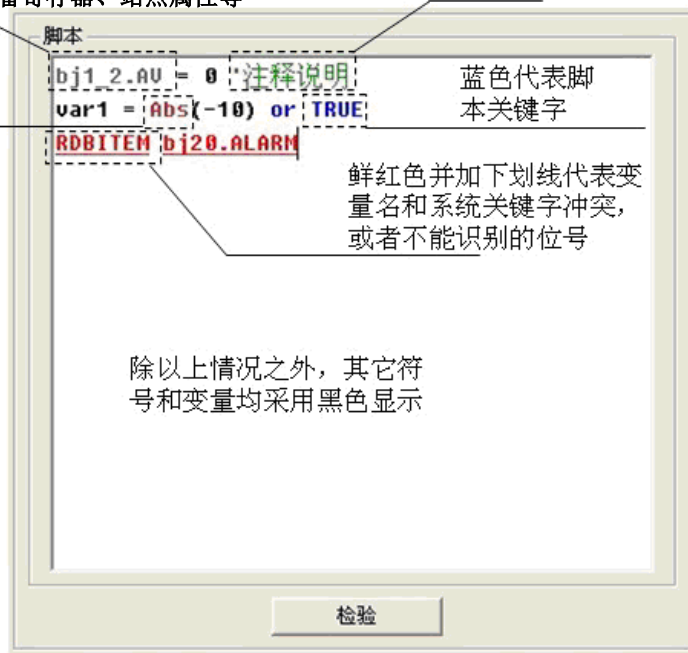 备寄存器、站点属性等
脚本
bj1_2.AV = 0 '注释说明
var1 = Abs(-10) or TRUE
RDBITEM bj20.ALARM
蓝色代表脚
本关键字
鲜红色并加下划线代表变
量名和系统关键字冲突，
或者不能识别的位号
除以上情况之外，其它符
号和变量均采用黑色显示
检验